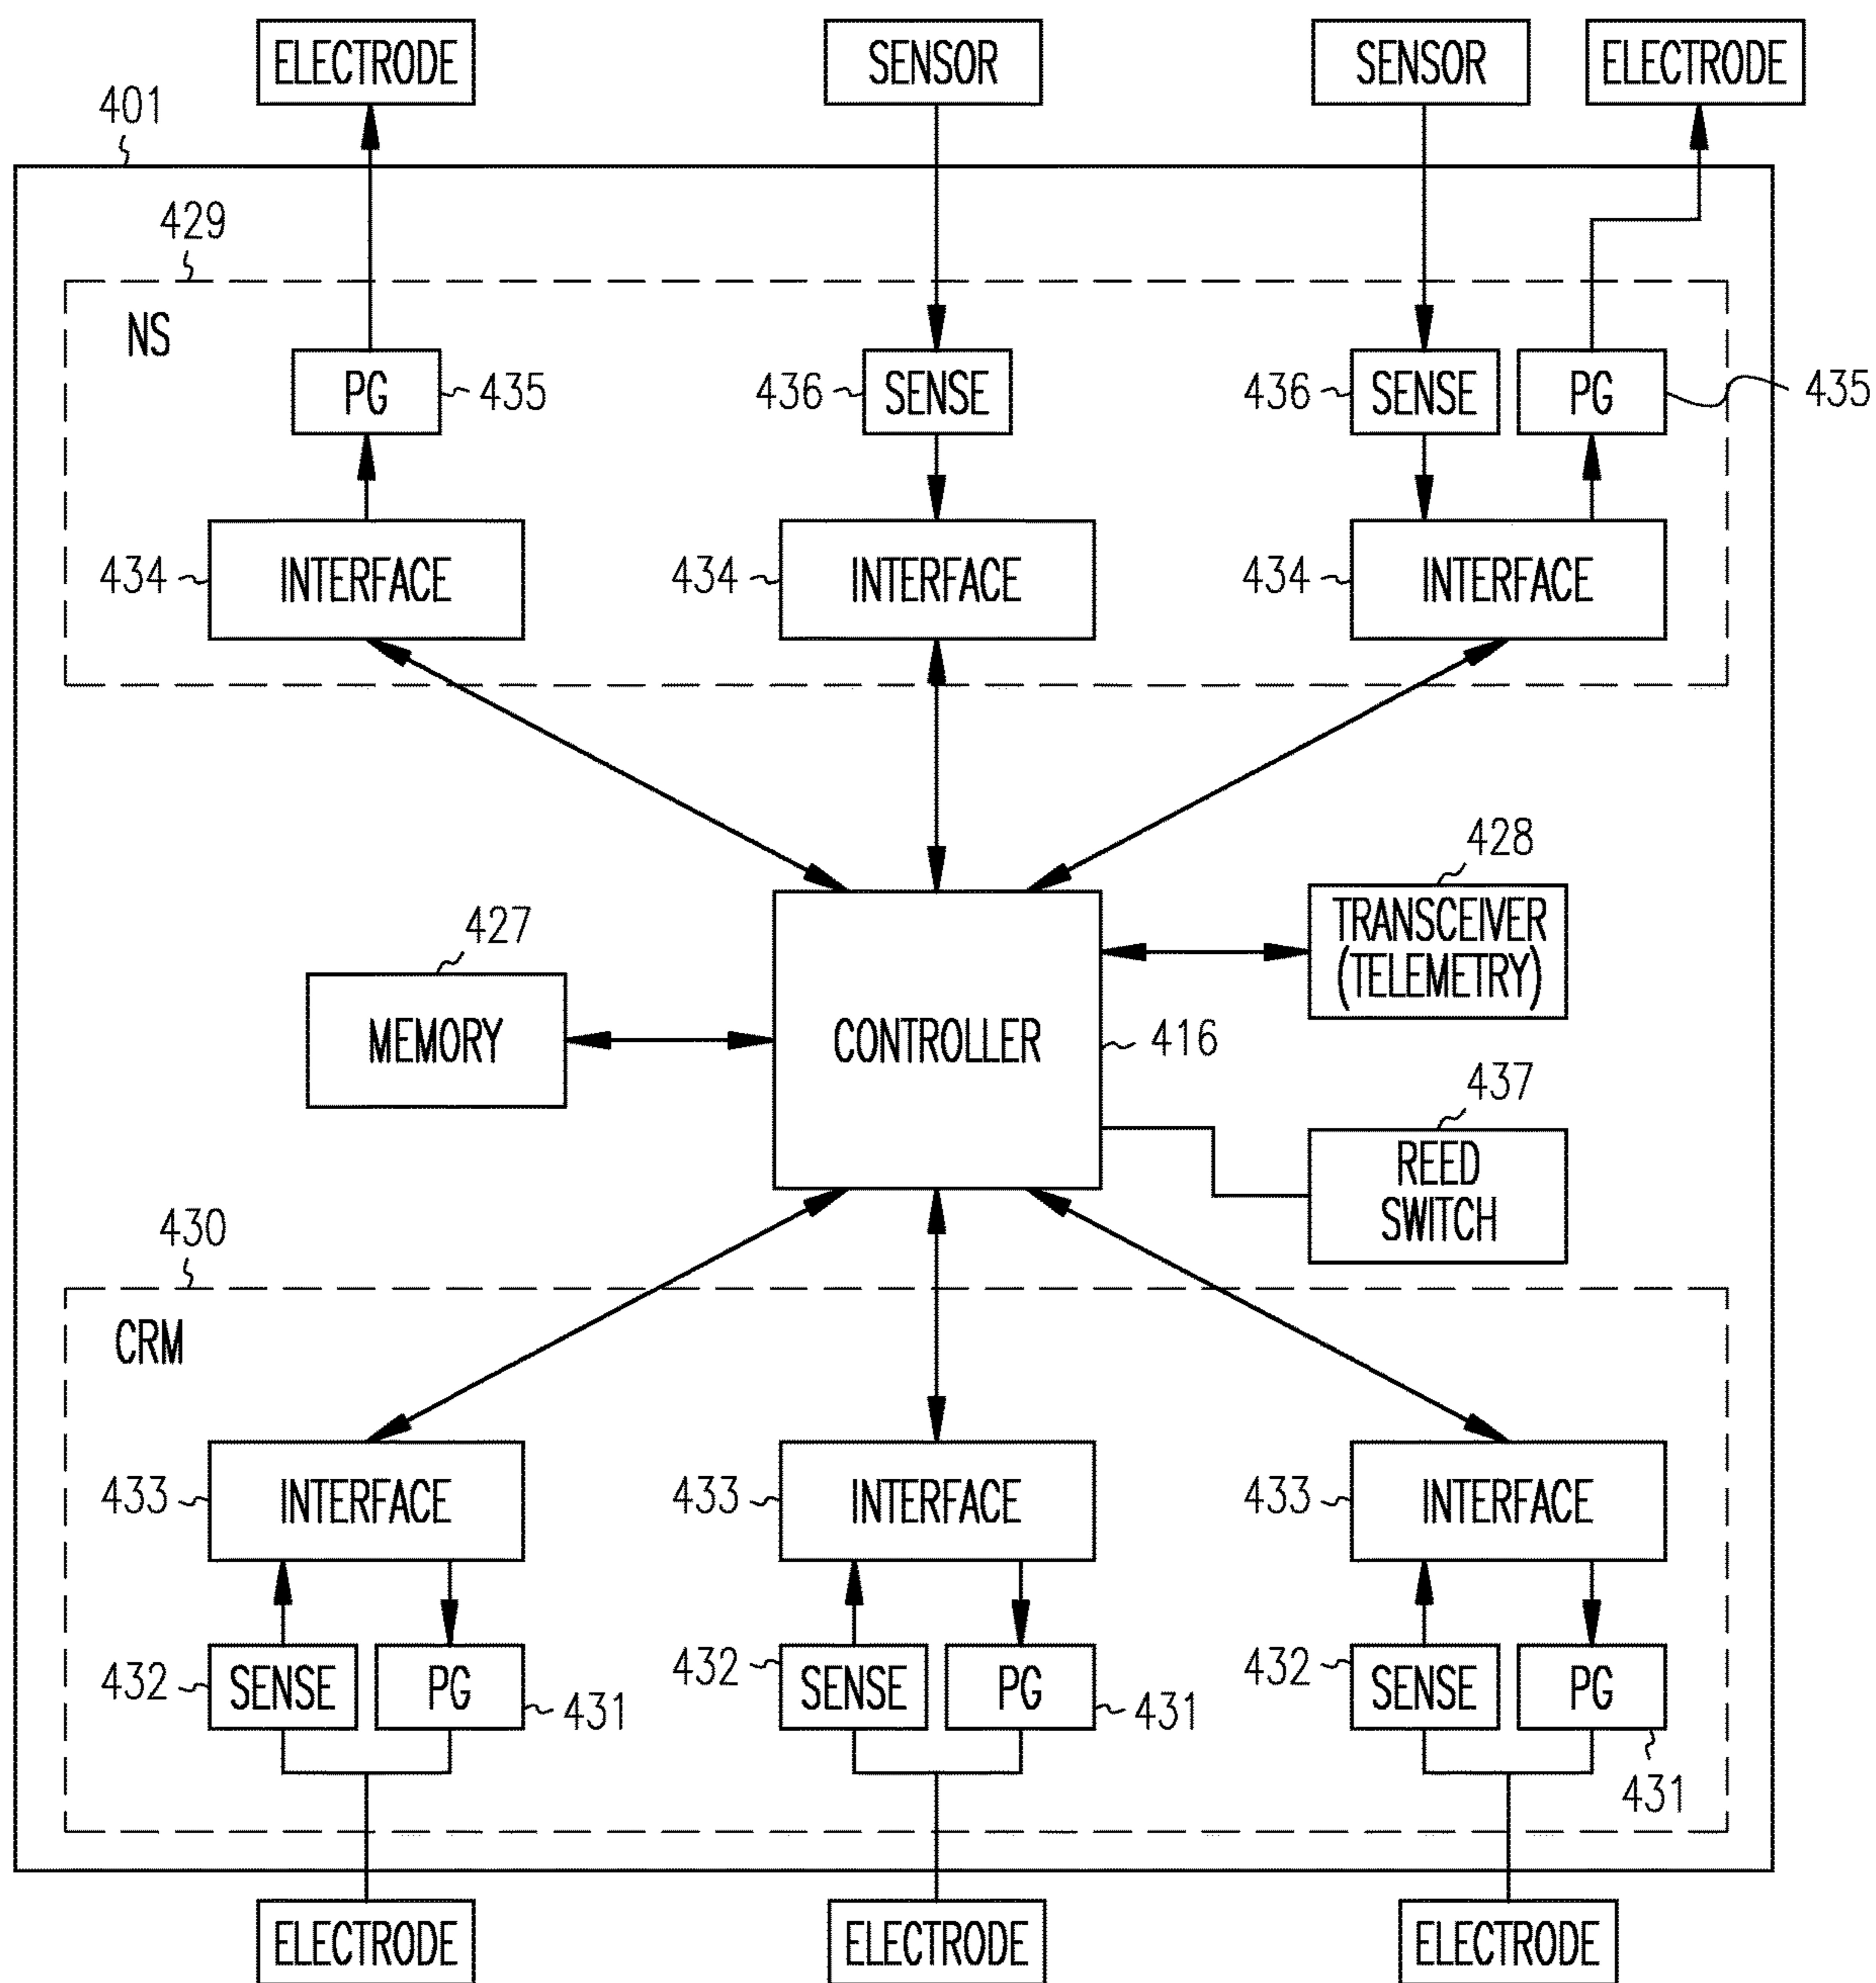 ELECTRODE
SENSOR
SENSOR
ELECTRODE
401
429
NS
PG
435
436
SENSE
436
SENSE
PG
435
434
INTERFACE
434
INTERFACE
434
INTERFACE
428
TRANSCEIVER
(TELEMETRY)
427
MEMORY
CONTROLLER
416
437
REED
SWITCH
430
CRM
433
INTERFACE
433
INTERFACE
433
INTERFACE
432
SENSE
PG
431
432
SENSE
PG
431
432
SENSE
PG
431
ELECTRODE
ELECTRODE
ELECTRODE